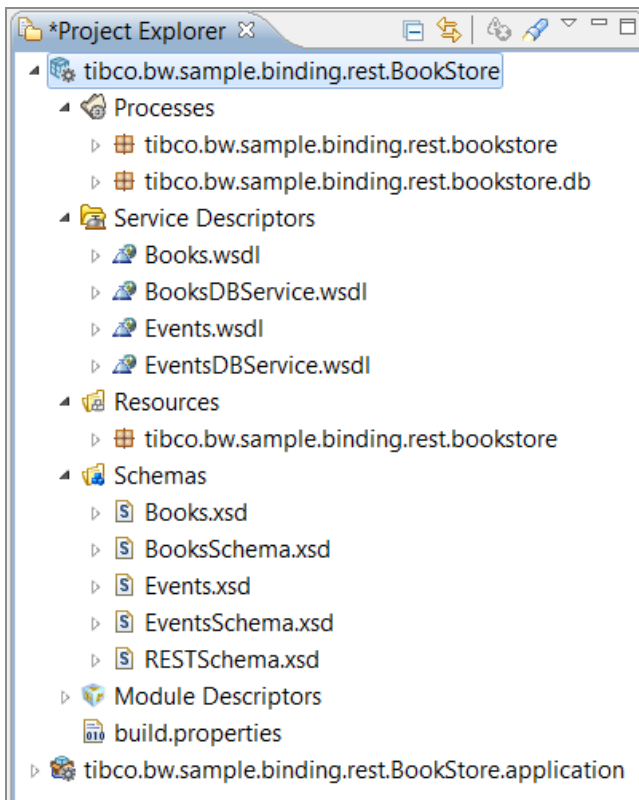 *Project Explorer
tibco.bw.sample.binding.rest.BookStore
Processes
tibco.bw.sample.binding.rest.bookstore
tibco.bw.sample.binding.rest.bookstore.db
Service Descriptors
Books.wsdl
BooksDBService.wsdl
Events.wsdl
EventsDBService.wsdl
Resources
tibco.bw.sample.binding.rest.bookstore
Schemas
Books.xsd
BooksSchema.xsd
Events.xsd
EventsSchema.xsd
RESTSchema.xsd
Module Descriptors
build.properties
tibco.bw.sample.binding.rest.BookStore.application